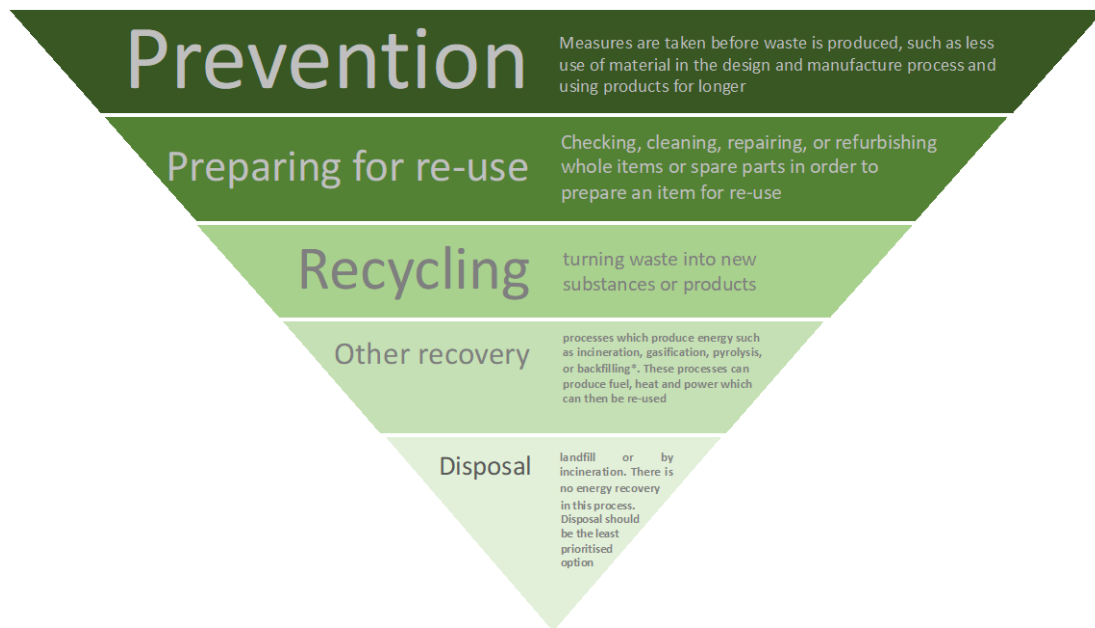 Prevention
Measures are taken before waste is produced, such as less
use of material in the design and manufacture process and
using products for longer
Preparing for re-use
Checking, cleaning, repairing, or refurbishing
whole items or spare parts in order to
prepare an item for re-use
Recycling
turning waste into new
substances or products
Other recovery
processes which produce energy such
as incineration, gasification, pyrolysis,
or backfilling*. These processes can
produce fuel, heat and power which
can then be re-used
Disposal
landfill or by
incineration. There is
no energy recovery
in this process.
Disposal should
be the least
prioritised
option